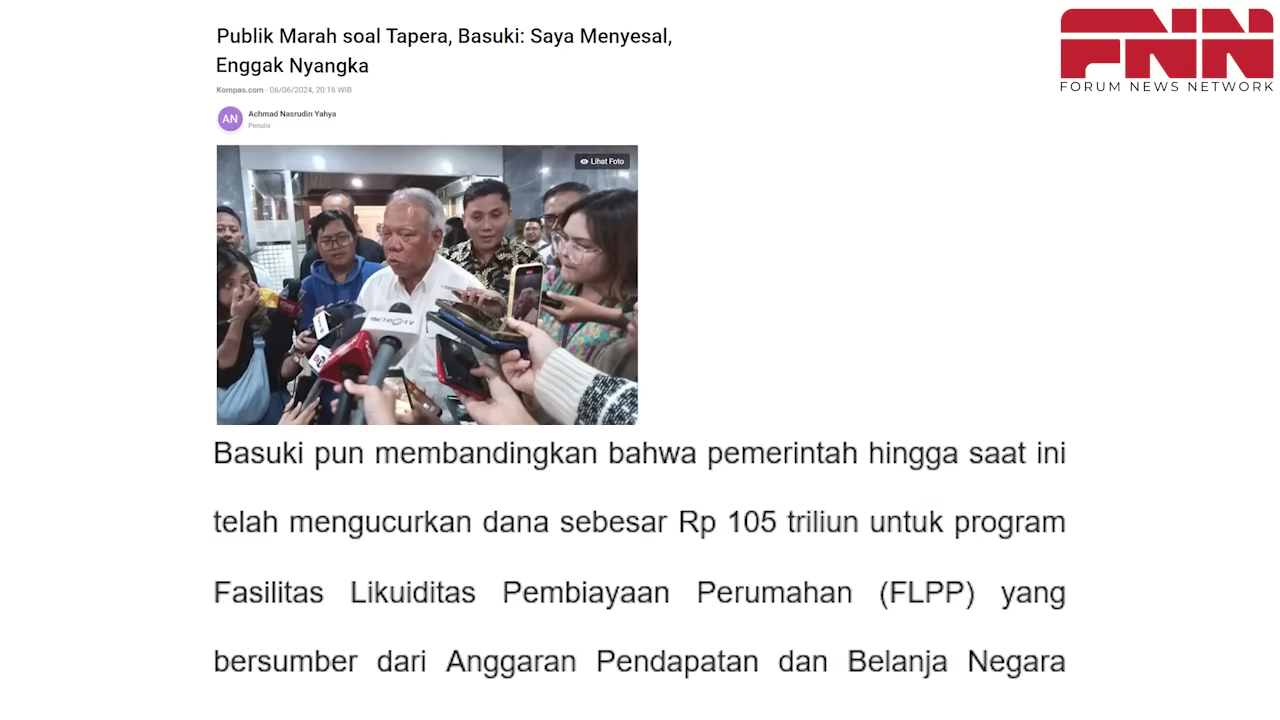 Publik Marah soal Tapera, Basuki: Saya Menyesal,
Enggak Nyangka
Kompas.com - 06/06/2024, 20:16 WIB
AN
Achmad Nasrudin Yahya
Penulis
FNN
FORUM NEWS NETWORK
Lihat Foto
METRO TV
Basuki pun membandingkan bahwa pemerintah hingga saat ini
telah mengucurkan dana sebesar Rp 105 triliun untuk program
Fasilitas Likuiditas Pembiayaan Perumahan (FLPP) yang
bersumber dari Anggaran Pendapatan dan Belanja Negara